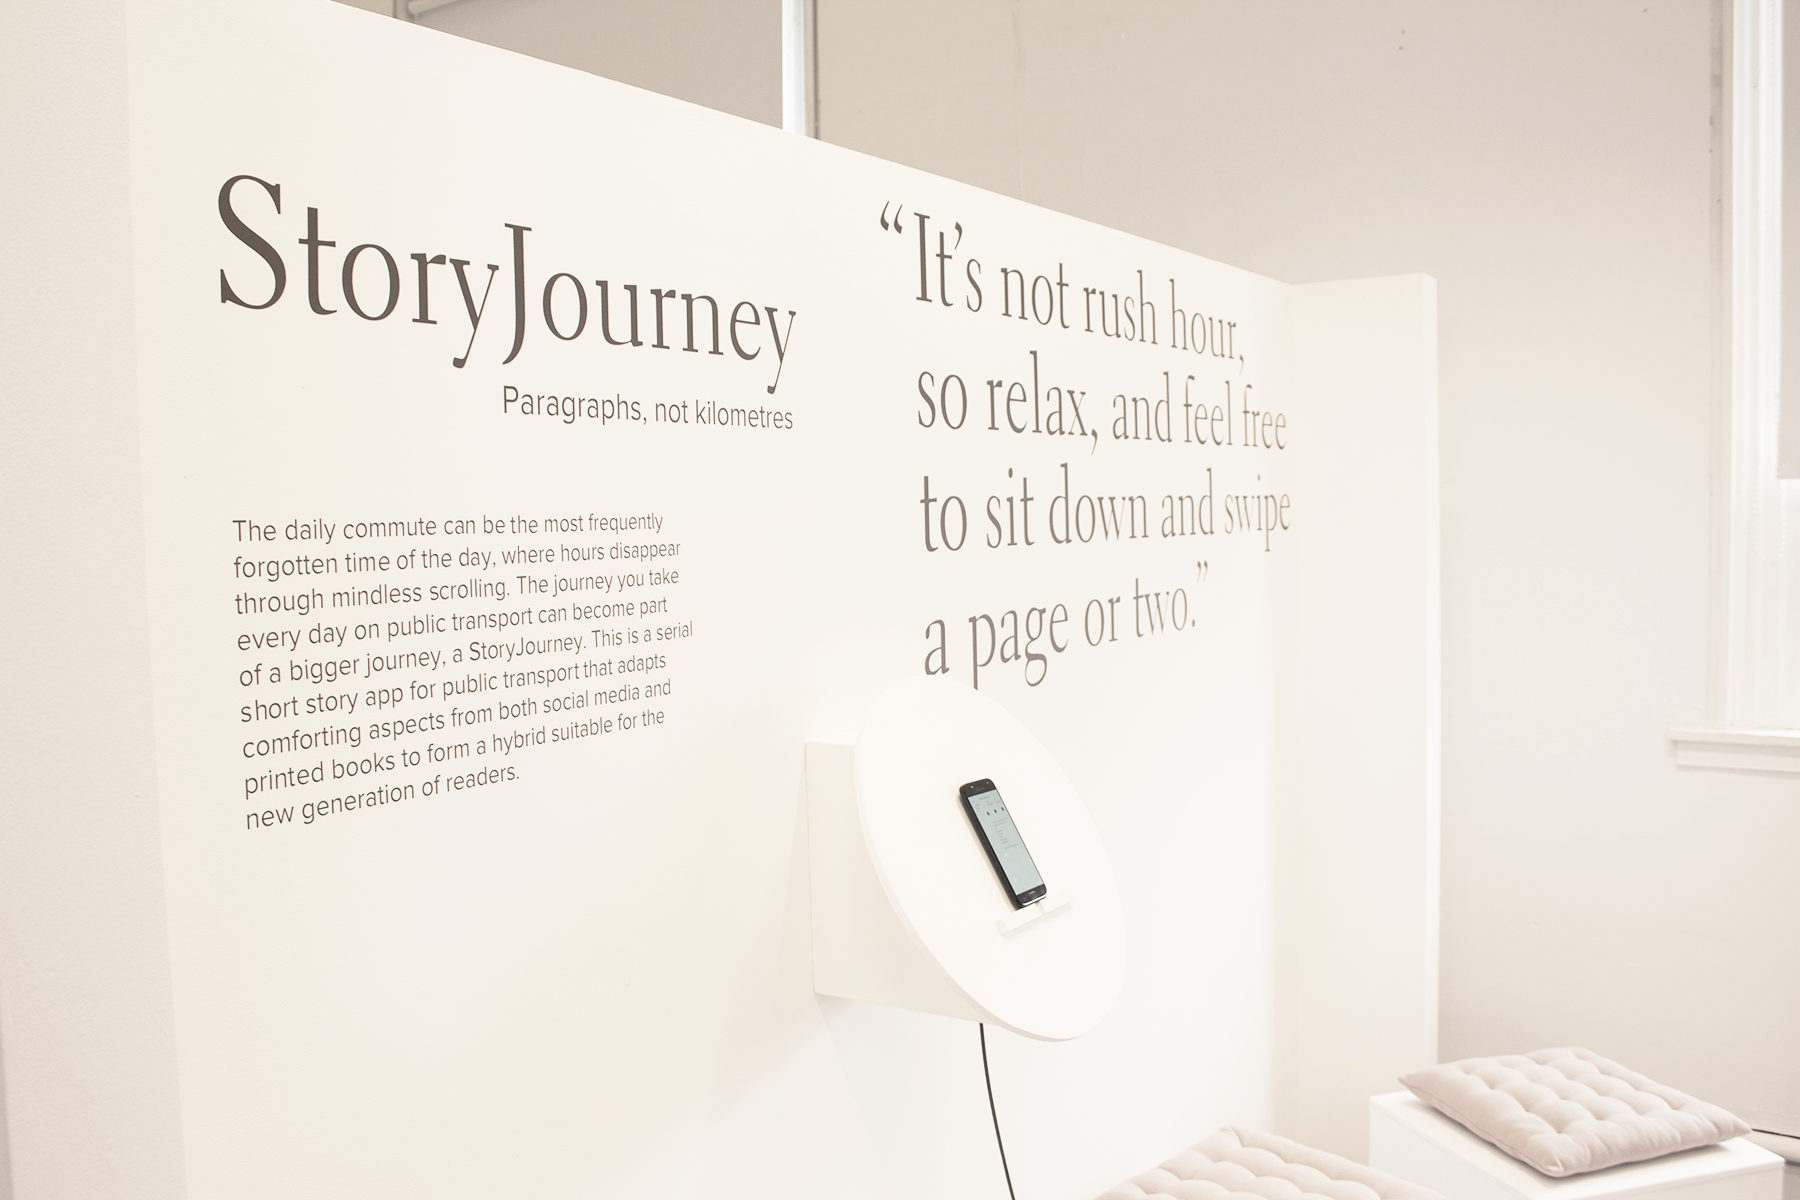 StoryJourney
Paragraphs, not kilometres
The daily commute can be the most frequently
forgotten time of the day, where hours disappear
through mindless scrolling. The journey you take
every day on public transport can become part
of a bigger journey, a StoryJourney. This is a serial
short story app for public transport that adapts
comforting aspects from both social media and
printed books to form a hybrid suitable for the
new generation of readers.
“It’s not rush hour,
so relax, and feel free
to sit down and swipe
a page or two.”